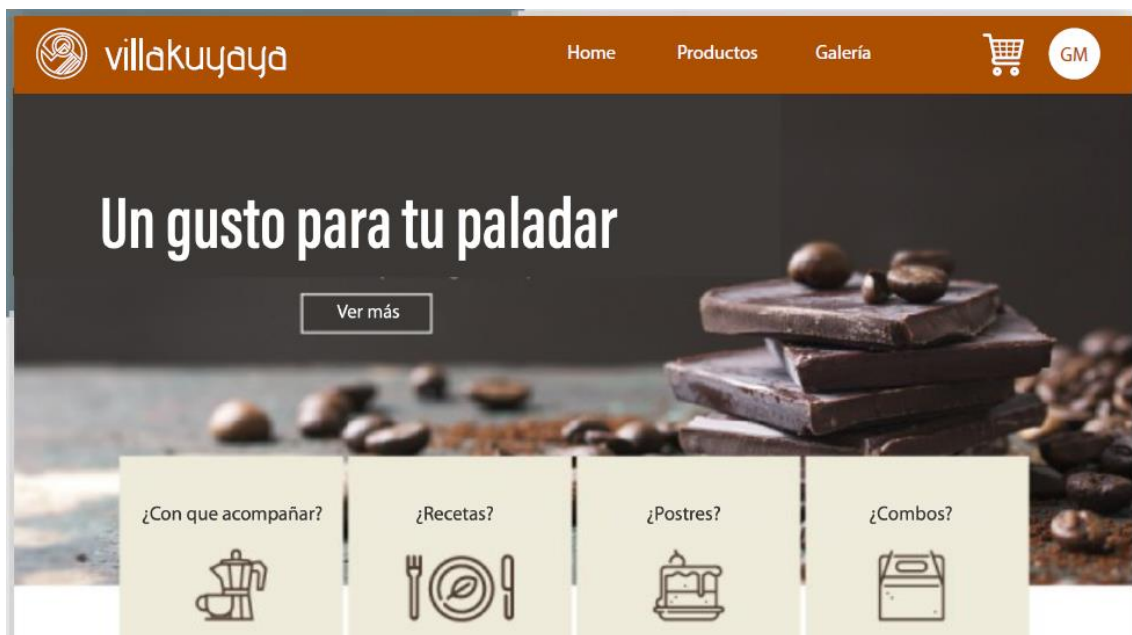 villakuyaya
Home Productos Galería GM
Un gusto para tu paladar
Ver más
¿Con que acompañar? ¿Recetas? ¿Postres? ¿Combos?